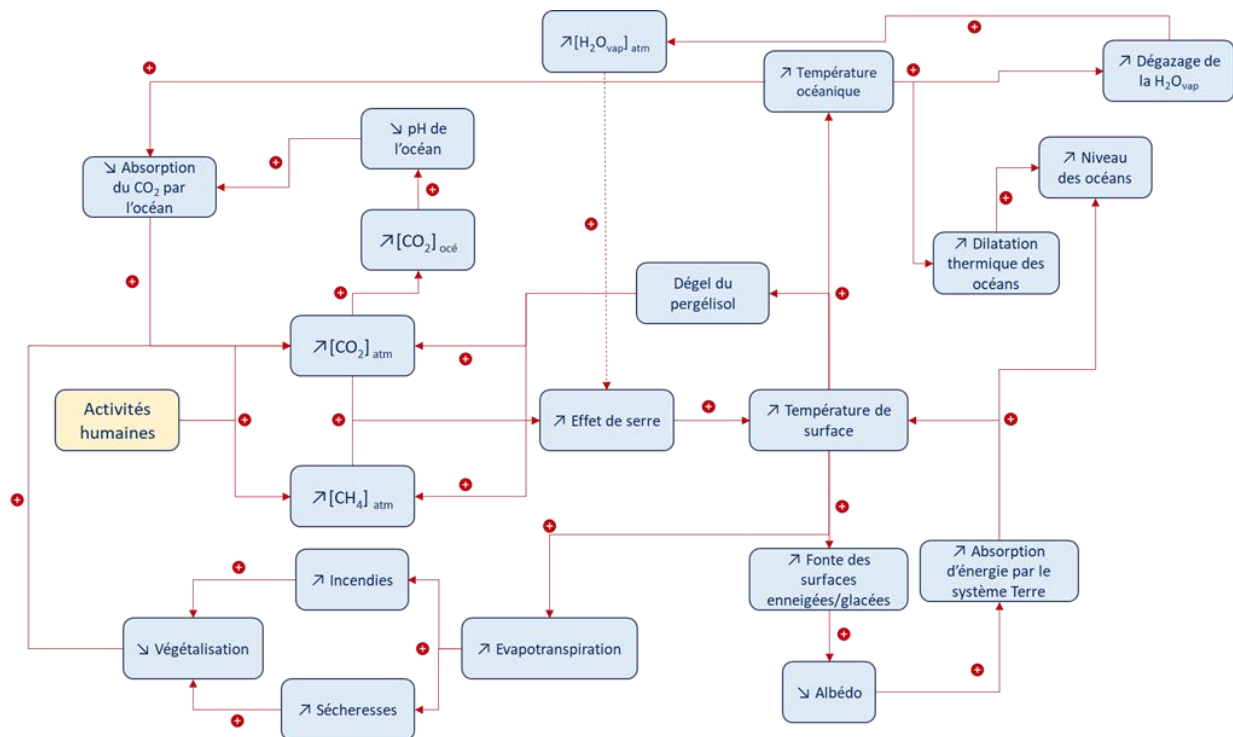 ↗[H₂Oᵥₐₚ] atm
↗ Température
océanique
↗ Dégazage de
la H₂Oᵥₐₚ
↘ pH de
l'océan
↘ Absorption
du CO₂ par
l'océan
↗ Niveau
des océans
↗[CO₂] océ
↗ Dilatation
thermique des
océans
Dégel du
pergélisol
↗[CO₂] atm
Activités
humaines
↗ Effet de serre
↗ Température de
surface
↗[CH₄] atm
↗ Incendies
↗ Fonte des
surfaces
enneigées/glacées
↗ Absorption
d'énergie par le
système Terre
↘ Végétalisation
↗ Evapotranspiration
↗ Sécheresses
↘ Albédo